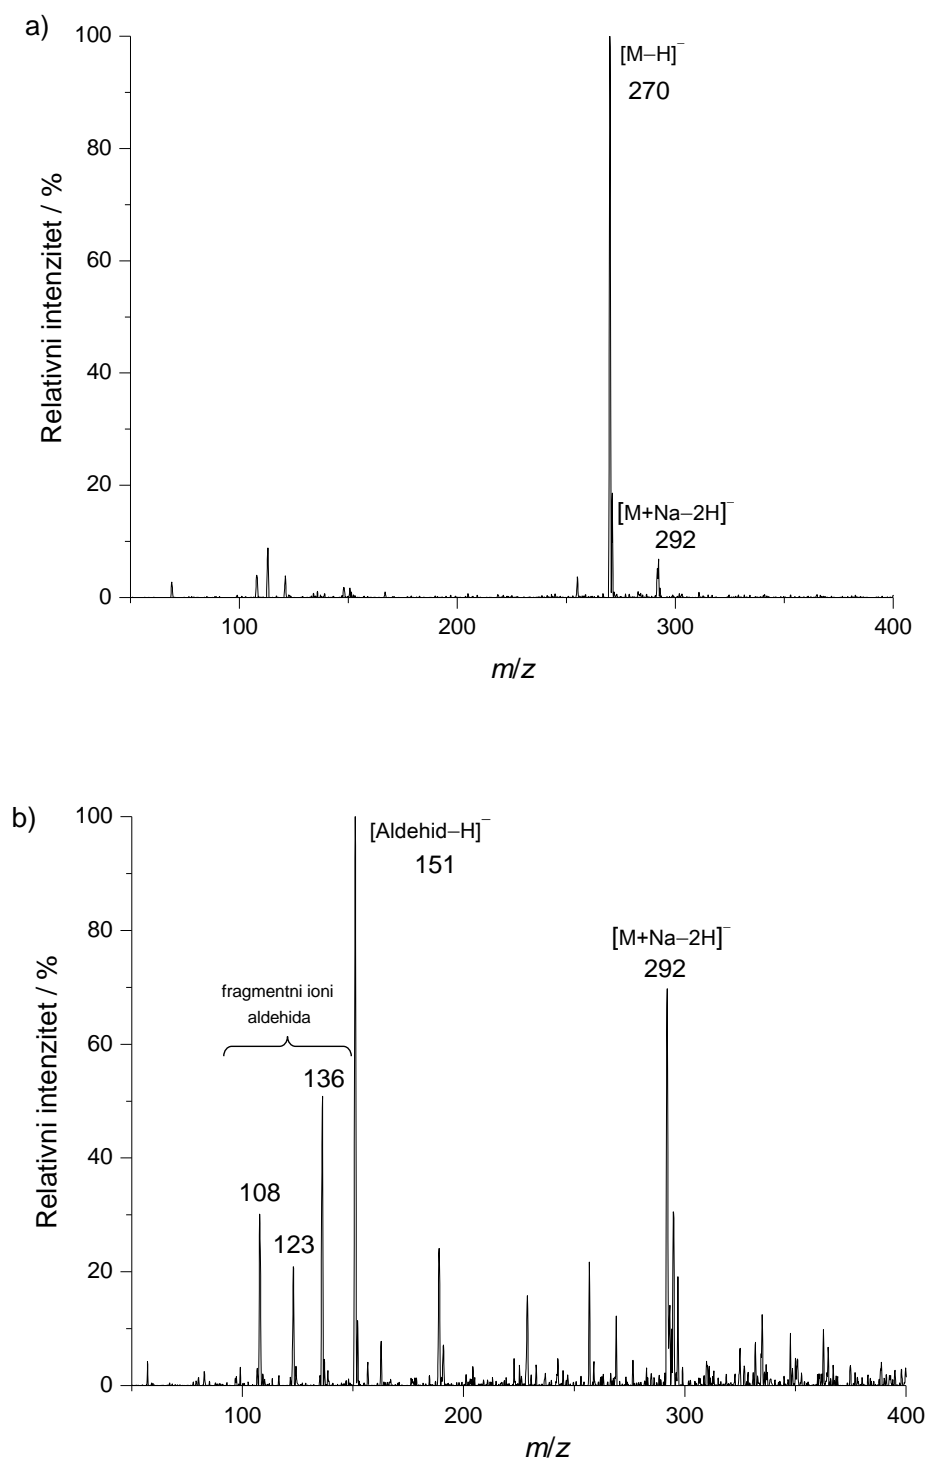 a)
100
80
60
40
20
0
Relativni intenzitet / %
[M–H]⁻
270
[M+Na–2H]⁻
292
100
200
300
400
m/z
b)
100
80
60
40
20
0
Relativni intenzitet / %
[Aldehid–H]⁻
151
[M+Na–2H]⁻
292
fragmentni ioni
aldehida
136
108
123
100
200
300
400
m/z